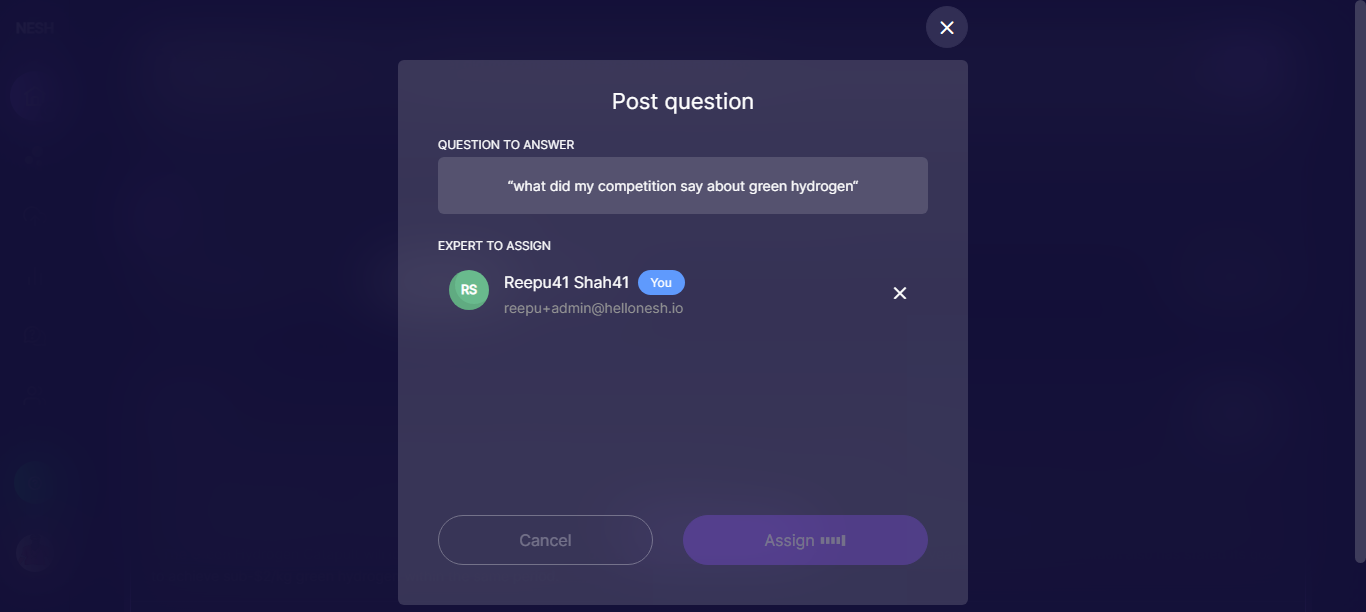 NESH
Post question
QUESTION TO ANSWER
“what did my competition say about green hydrogen“
EXPERT TO ASSIGN
RS
Reepu41 Shah41 You
reepu+admin@hellonesh.io
Cancel
Assign